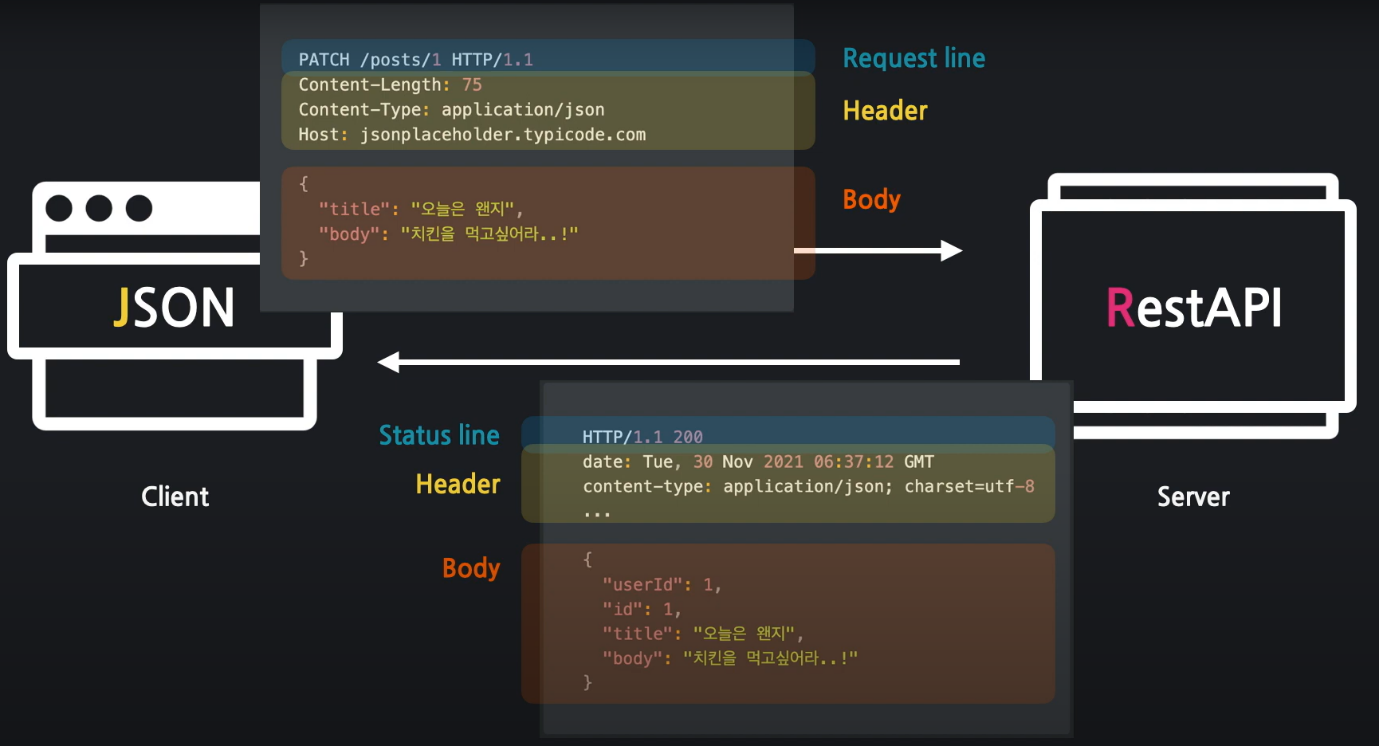 PATCH /posts/1 HTTP/1.1
Request line
Content-Length: 75
Content-Type: application/json
Host: jsonplaceholder.typicode.com
Header
{
"title": "오늘은 왠지",
"body": "치킨을 먹고싶어라..!"
}
Body
JSON
RestAPI
Client
Server
Status line
HTTP/1.1 200
Header
date: Tue, 30 Nov 2021 06:37:12 GMT
content-type: application/json; charset=utf-8
...
Body
{
"userId": 1,
"id": 1,
"title": "오늘은 왠지",
"body": "치킨을 먹고싶어라..!"
}